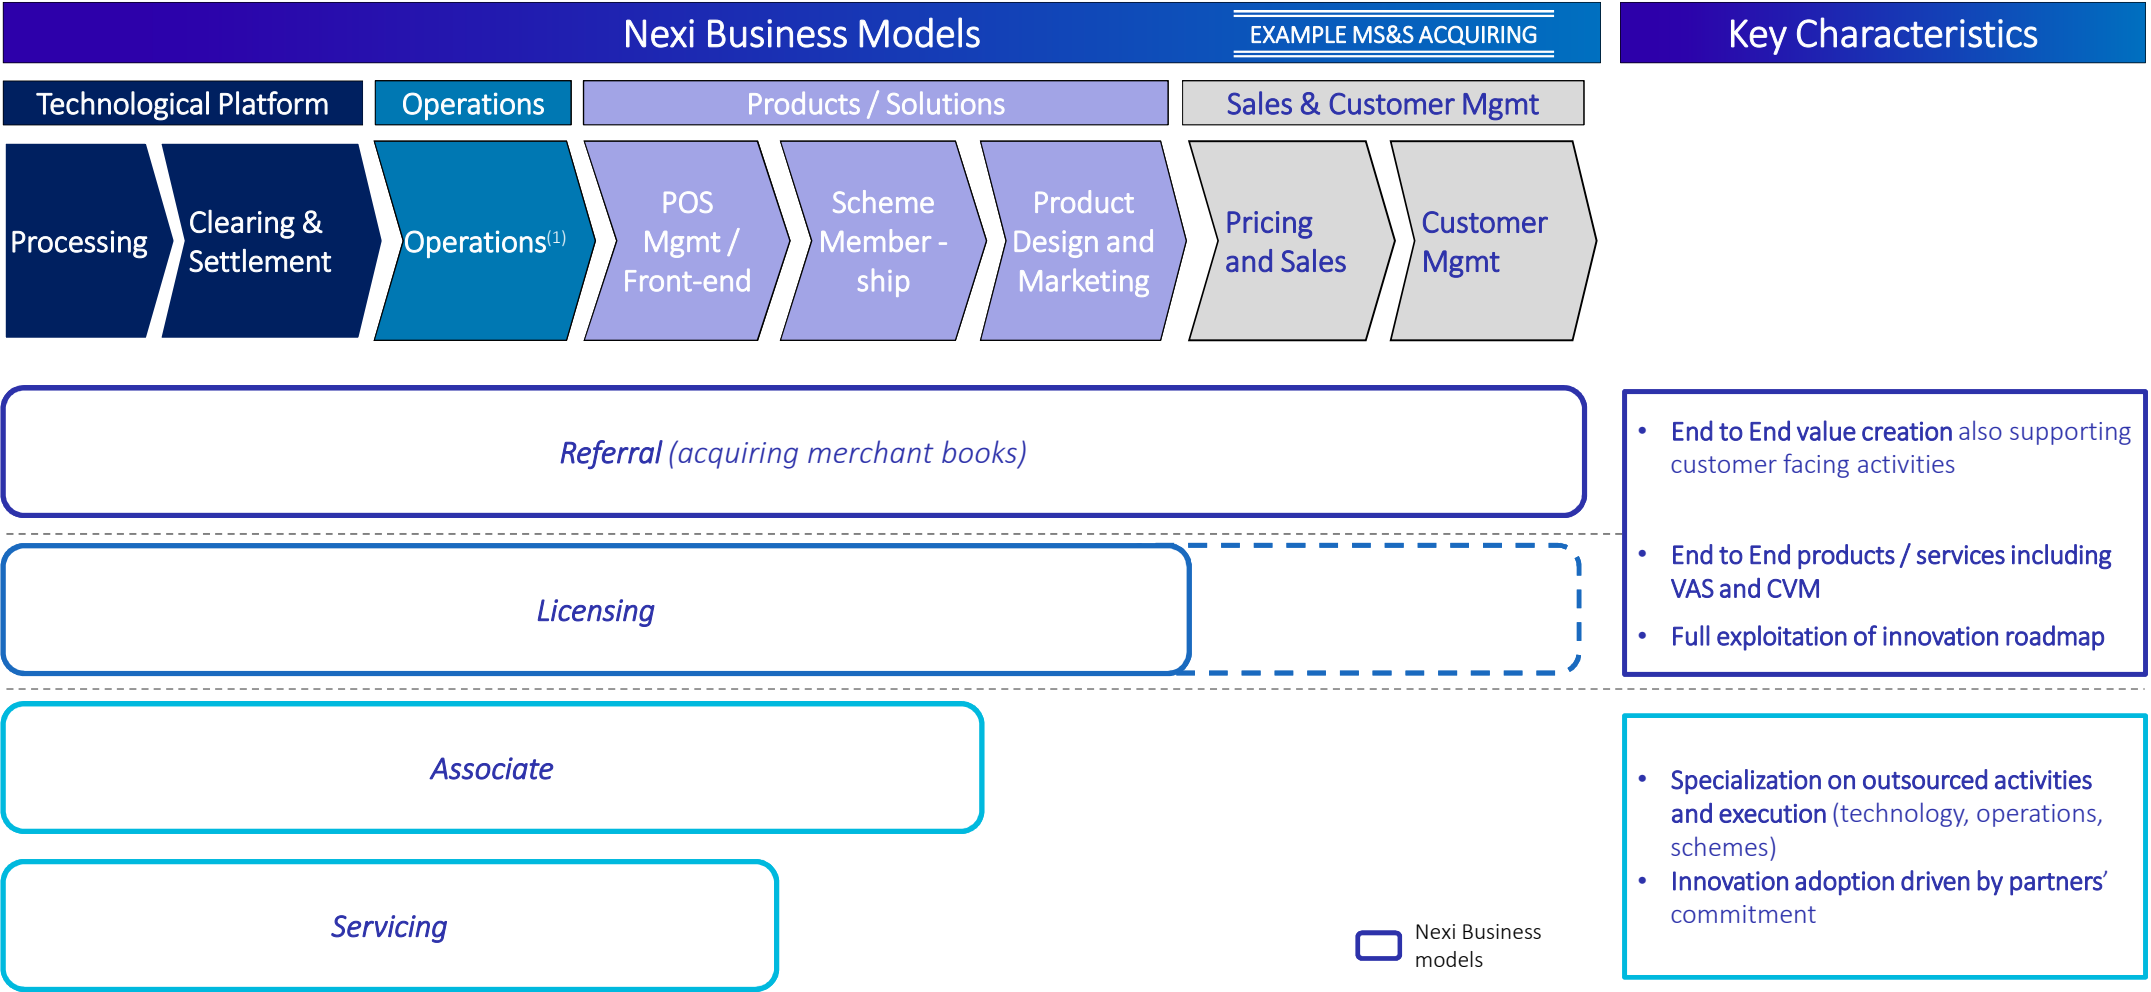 Nexi Business Models
EXAMPLE MS&S ACQUIRING
Key Characteristics
Technological Platform
Operations
Products / Solutions
Sales & Customer Mgmt
Processing
Clearing &
Settlement
Operations(1)
POS
Mgmt /
Front-end
Scheme
Member -
ship
Product
Design and
Marketing
Pricing
and Sales
Customer
Mgmt
Referral (acquiring merchant books)
• End to End value creation also supporting
customer facing activities
Licensing
• End to End products / services including
VAS and CVM
• Full exploitation of innovation roadmap
Associate
• Specialization on outsourced activities
and execution (technology, operations,
schemes)
• Innovation adoption driven by partners’
commitment
Servicing
Nexi Business
models